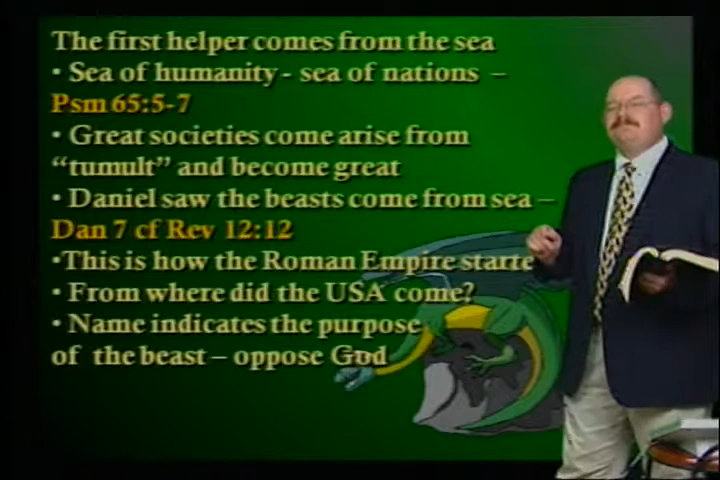 The first helper comes from the sea
• Sea of humanity - sea of nations –
Psm 65:5-7
• Great societies come arise from
“tumult” and become great
• Daniel saw the beasts come from sea –
Dan 7 cf Rev 12:12
•This is how the Roman Empire starte
• From where did the USA come?
• Name indicates the purpose
of the beast – oppose God